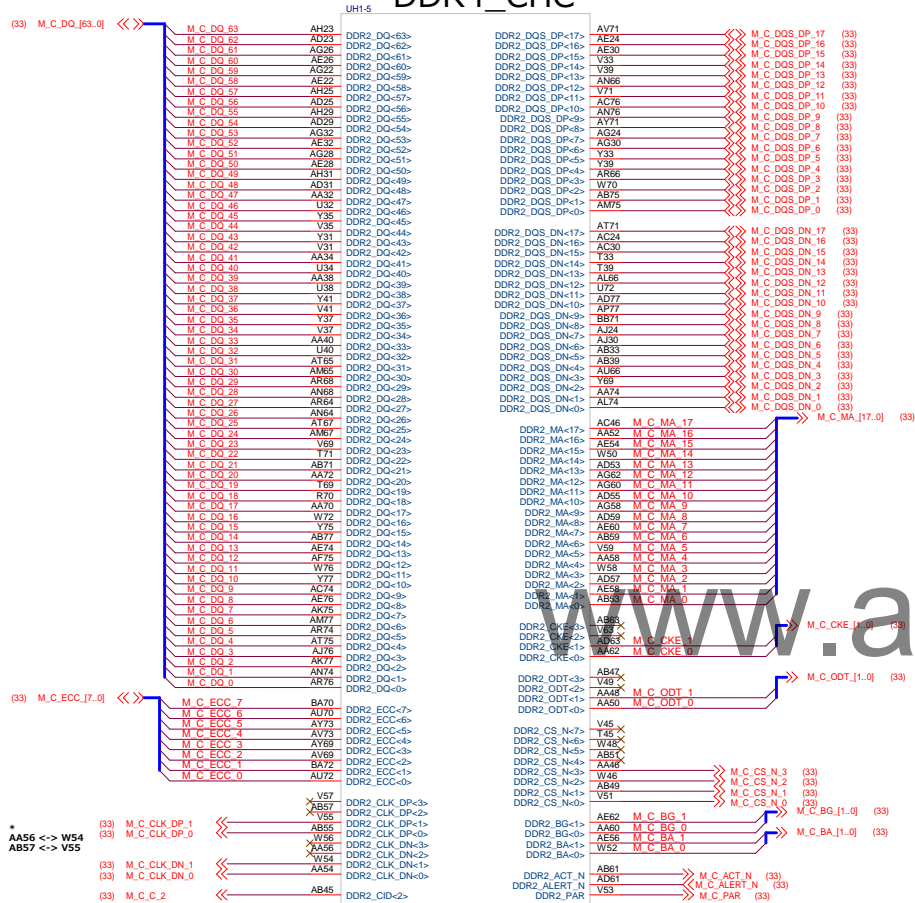 DDR4_CHC
UH1-5
(33) M_C_DQ_[63..0]
M_C_DQ_63 AH23 DDR2_DQ<63>
M_C_DQ_62 AD23 DDR2_DQ<62>
M_C_DQ_61 AG26 DDR2_DQ<61>
M_C_DQ_60 AE26 DDR2_DQ<60>
M_C_DQ_59 AG22 DDR2_DQ<59>
M_C_DQ_58 AE22 DDR2_DQ<58>
M_C_DQ_57 AH25 DDR2_DQ<57>
M_C_DQ_56 AD25 DDR2_DQ<56>
M_C_DQ_55 AH29 DDR2_DQ<55>
M_C_DQ_54 AD29 DDR2_DQ<54>
M_C_DQ_53 AG32 DDR2_DQ<53>
M_C_DQ_52 AE32 DDR2_DQ<52>
M_C_DQ_51 AG28 DDR2_DQ<51>
M_C_DQ_50 AE28 DDR2_DQ<50>
M_C_DQ_49 AH31 DDR2_DQ<49>
M_C_DQ_48 AD31 DDR2_DQ<48>
M_C_DQ_47 AA32 DDR2_DQ<47>
M_C_DQ_46 U32 DDR2_DQ<46>
M_C_DQ_45 Y35 DDR2_DQ<45>
M_C_DQ_44 V35 DDR2_DQ<44>
M_C_DQ_43 Y31 DDR2_DQ<43>
M_C_DQ_42 V31 DDR2_DQ<42>
M_C_DQ_41 AA34 DDR2_DQ<41>
M_C_DQ_40 U34 DDR2_DQ<40>
M_C_DQ_39 AA38 DDR2_DQ<39>
M_C_DQ_38 U38 DDR2_DQ<38>
M_C_DQ_37 Y41 DDR2_DQ<37>
M_C_DQ_36 V41 DDR2_DQ<36>
M_C_DQ_35 Y37 DDR2_DQ<35>
M_C_DQ_34 V37 DDR2_DQ<34>
M_C_DQ_33 AA40 DDR2_DQ<33>
M_C_DQ_32 U40 DDR2_DQ<32>
M_C_DQ_31 AT65 DDR2_DQ<31>
M_C_DQ_30 AM65 DDR2_DQ<30>
M_C_DQ_29 AR68 DDR2_DQ<29>
M_C_DQ_28 AN68 DDR2_DQ<28>
M_C_DQ_27 AR64 DDR2_DQ<27>
M_C_DQ_26 AN64 DDR2_DQ<26>
M_C_DQ_25 AT67 DDR2_DQ<25>
M_C_DQ_24 AM67 DDR2_DQ<24>
M_C_DQ_23 V69 DDR2_DQ<23>
M_C_DQ_22 T71 DDR2_DQ<22>
M_C_DQ_21 AB71 DDR2_DQ<21>
M_C_DQ_20 AA72 DDR2_DQ<20>
M_C_DQ_19 T69 DDR2_DQ<19>
M_C_DQ_18 R70 DDR2_DQ<18>
M_C_DQ_17 AA70 DDR2_DQ<17>
M_C_DQ_16 W72 DDR2_DQ<16>
M_C_DQ_15 Y75 DDR2_DQ<15>
M_C_DQ_14 AB77 DDR2_DQ<14>
M_C_DQ_13 AE74 DDR2_DQ<13>
M_C_DQ_12 AF75 DDR2_DQ<12>
M_C_DQ_11 W76 DDR2_DQ<11>
M_C_DQ_10 Y77 DDR2_DQ<10>
M_C_DQ_9 AC74 DDR2_DQ<9>
M_C_DQ_8 AE76 DDR2_DQ<8>
M_C_DQ_7 AK75 DDR2_DQ<7>
M_C_DQ_6 AM77 DDR2_DQ<6>
M_C_DQ_5 AR74 DDR2_DQ<5>
M_C_DQ_4 AT75 DDR2_DQ<4>
M_C_DQ_3 AJ76 DDR2_DQ<3>
M_C_DQ_2 AK77 DDR2_DQ<2>
M_C_DQ_1 AN74 DDR2_DQ<1>
M_C_DQ_0 AR76 DDR2_DQ<0>
(33) M_C_ECC_[7..0]
M_C_ECC_7 BA70 DDR2_ECC<7>
M_C_ECC_6 AU70 DDR2_ECC<6>
M_C_ECC_5 AY73 DDR2_ECC<5>
M_C_ECC_4 AV73 DDR2_ECC<4>
M_C_ECC_3 AY69 DDR2_ECC<3>
M_C_ECC_2 AV69 DDR2_ECC<2>
M_C_ECC_1 BA72 DDR2_ECC<1>
M_C_ECC_0 AU72 DDR2_ECC<0>
V57 DDR2_CLK_DP<3>
AB57 DDR2_CLK_DP<2>
(33) M_C_CLK_DP_1 V55 DDR2_CLK_DP<1>
(33) M_C_CLK_DP_0 AB55 DDR2_CLK_DP<0>
W56 DDR2_CLK_DN<3>
AA56 DDR2_CLK_DN<2>
(33) M_C_CLK_DN_1 W54 DDR2_CLK_DN<1>
(33) M_C_CLK_DN_0 AA54 DDR2_CLK_DN<0>
(33) M_C_C_2 AB45 DDR2_CID<2>
*
AA56 <-> W54
AB57 <-> V55
DDR2_DQS_DP<17> AV71 M_C_DQS_DP_17 (33)
DDR2_DQS_DP<16> AE24 M_C_DQS_DP_16 (33)
DDR2_DQS_DP<15> AE30 M_C_DQS_DP_15 (33)
DDR2_DQS_DP<14> V33 M_C_DQS_DP_14 (33)
DDR2_DQS_DP<13> V39 M_C_DQS_DP_13 (33)
DDR2_DQS_DP<12> AN66 M_C_DQS_DP_12 (33)
DDR2_DQS_DP<11> V71 M_C_DQS_DP_11 (33)
DDR2_DQS_DP<10> AC76 M_C_DQS_DP_10 (33)
DDR2_DQS_DP<9> AN76 M_C_DQS_DP_9 (33)
DDR2_DQS_DP<8> AY71 M_C_DQS_DP_8 (33)
DDR2_DQS_DP<7> AG24 M_C_DQS_DP_7 (33)
DDR2_DQS_DP<6> AG30 M_C_DQS_DP_6 (33)
DDR2_DQS_DP<5> Y33 M_C_DQS_DP_5 (33)
DDR2_DQS_DP<4> Y39 M_C_DQS_DP_4 (33)
DDR2_DQS_DP<3> AR66 M_C_DQS_DP_3 (33)
DDR2_DQS_DP<2> W70 M_C_DQS_DP_2 (33)
DDR2_DQS_DP<1> AB75 M_C_DQS_DP_1 (33)
DDR2_DQS_DP<0> AM75 M_C_DQS_DP_0 (33)
DDR2_DQS_DN<17> AT71 M_C_DQS_DN_17 (33)
DDR2_DQS_DN<16> AC24 M_C_DQS_DN_16 (33)
DDR2_DQS_DN<15> AC30 M_C_DQS_DN_15 (33)
DDR2_DQS_DN<14> T33 M_C_DQS_DN_14 (33)
DDR2_DQS_DN<13> T39 M_C_DQS_DN_13 (33)
DDR2_DQS_DN<12> AL66 M_C_DQS_DN_12 (33)
DDR2_DQS_DN<11> U72 M_C_DQS_DN_11 (33)
DDR2_DQS_DN<10> AD77 M_C_DQS_DN_10 (33)
DDR2_DQS_DN<9> AP77 M_C_DQS_DN_9 (33)
DDR2_DQS_DN<8> BB71 M_C_DQS_DN_8 (33)
DDR2_DQS_DN<7> AJ24 M_C_DQS_DN_7 (33)
DDR2_DQS_DN<6> AJ30 M_C_DQS_DN_6 (33)
DDR2_DQS_DN<5> AB33 M_C_DQS_DN_5 (33)
DDR2_DQS_DN<4> AB39 M_C_DQS_DN_4 (33)
DDR2_DQS_DN<3> AU66 M_C_DQS_DN_3 (33)
DDR2_DQS_DN<2> Y69 M_C_DQS_DN_2 (33)
DDR2_DQS_DN<1> AA74 M_C_DQS_DN_1 (33)
DDR2_DQS_DN<0> AL74 M_C_DQS_DN_0 (33)
M_C_MA_[17..0] (33)
DDR2_MA<17> AC46 M_C_MA_17
DDR2_MA<16> AA52 M_C_MA_16
DDR2_MA<15> AE54 M_C_MA_15
DDR2_MA<14> W50 M_C_MA_14
DDR2_MA<13> AD53 M_C_MA_13
DDR2_MA<12> AG62 M_C_MA_12
DDR2_MA<11> AG60 M_C_MA_11
DDR2_MA<10> AD55 M_C_MA_10
DDR2_MA<9> AG58 M_C_MA_9
DDR2_MA<8> AD59 M_C_MA_8
DDR2_MA<7> AE60 M_C_MA_7
DDR2_MA<6> AB59 M_C_MA_6
DDR2_MA<5> V59 M_C_MA_5
DDR2_MA<4> AA58 M_C_MA_4
DDR2_MA<3> W58 M_C_MA_3
DDR2_MA<2> AD57 M_C_MA_2
DDR2_MA<1> AE58 M_C_MA_1
DDR2_MA<0> AB53 M_C_MA_0
www.a
DDR2_CKE<3> AB63
DDR2_CKE<2> V63
DDR2_CKE<1> AD63 M_C_CKE_1
DDR2_CKE<0> AA62 M_C_CKE_0
M_C_CKE_[1..0] (33)
DDR2_ODT<3> AB47
DDR2_ODT<2> V49
DDR2_ODT<1> AA48 M_C_ODT_1
DDR2_ODT<0> AA50 M_C_ODT_0
M_C_ODT_[1..0] (33)
DDR2_CS_N<7> V45
DDR2_CS_N<6> T45
DDR2_CS_N<5> W48
DDR2_CS_N<4> AB51
DDR2_CS_N<3> AA46 M_C_CS_N_3 (33)
DDR2_CS_N<2> W46 M_C_CS_N_2 (33)
DDR2_CS_N<1> AB49 M_C_CS_N_1 (33)
DDR2_CS_N<0> V51 M_C_CS_N_0 (33)
DDR2_BG<1> AE62 M_C_BG_1 M_C_BG_[1..0] (33)
DDR2_BG<0> AA60 M_C_BG_0
DDR2_BA<1> AE56 M_C_BA_1 M_C_BA_[1..0] (33)
DDR2_BA<0> W52 M_C_BA_0
DDR2_ACT_N AB61 M_C_ACT_N (33)
DDR2_ALERT_N AD61 M_C_ALERT_N (33)
DDR2_PAR V53 M_C_PAR (33)